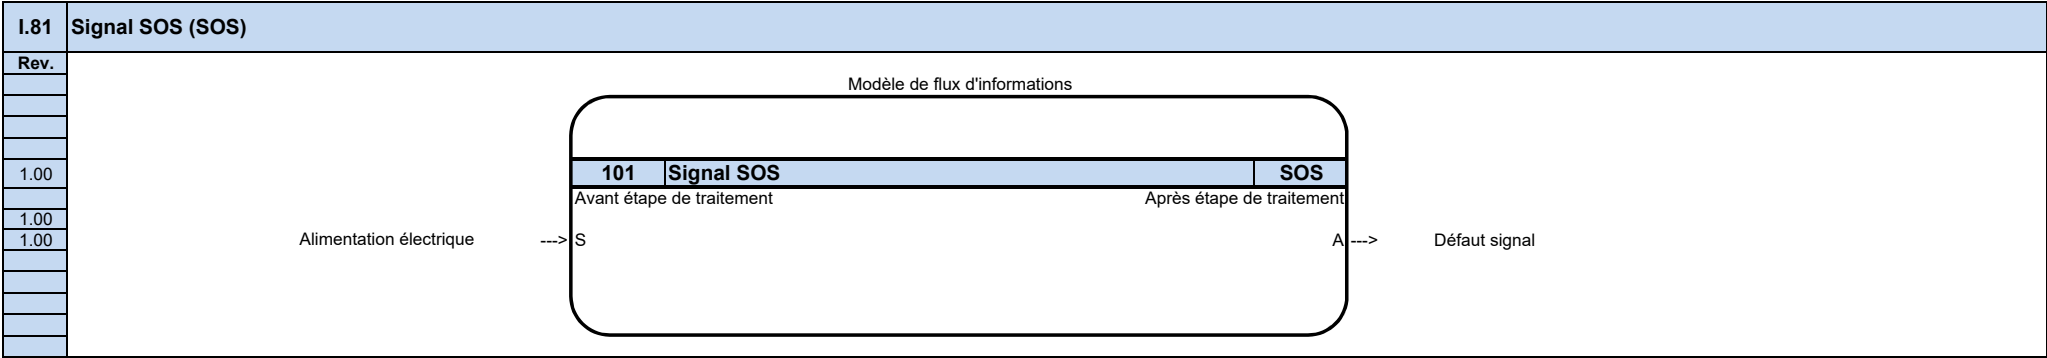 I.81 Signal SOS (SOS)
Rev.
Modèle de flux d'informations
1.00 101 Signal SOS SOS
Avant étape de traitement Après étape de traitement
1.00
1.00 Alimentation électrique ---> S A ---> Défaut signal